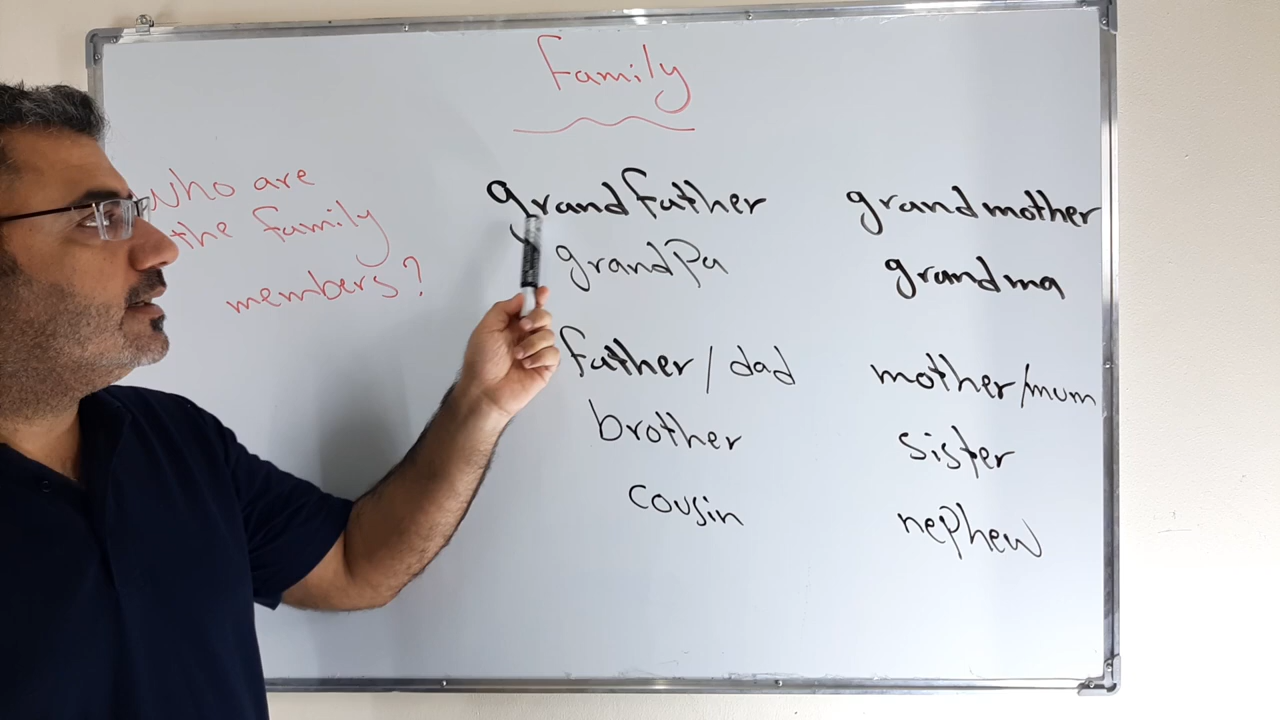 Family
Who are
the family
members?
grandfather grandmother
grandPa grandma
father / dad mother/mum
brother sister
cousin nephew